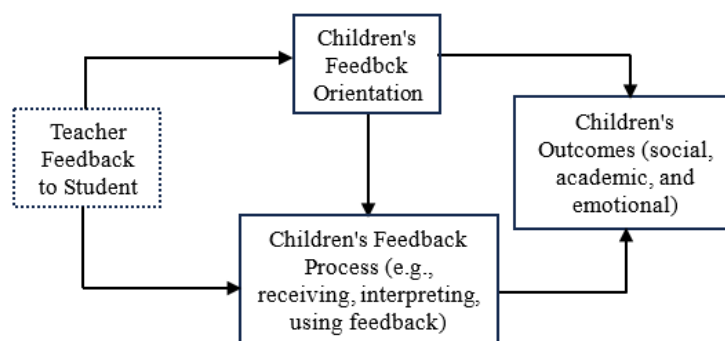 Children's
Feedbck
Orientation
Teacher
Feedback
to Student
Children's
Outcomes (social,
academic, and
emotional)
Children's Feedback
Process (e.g.,
receiving, interpreting,
using feedback)